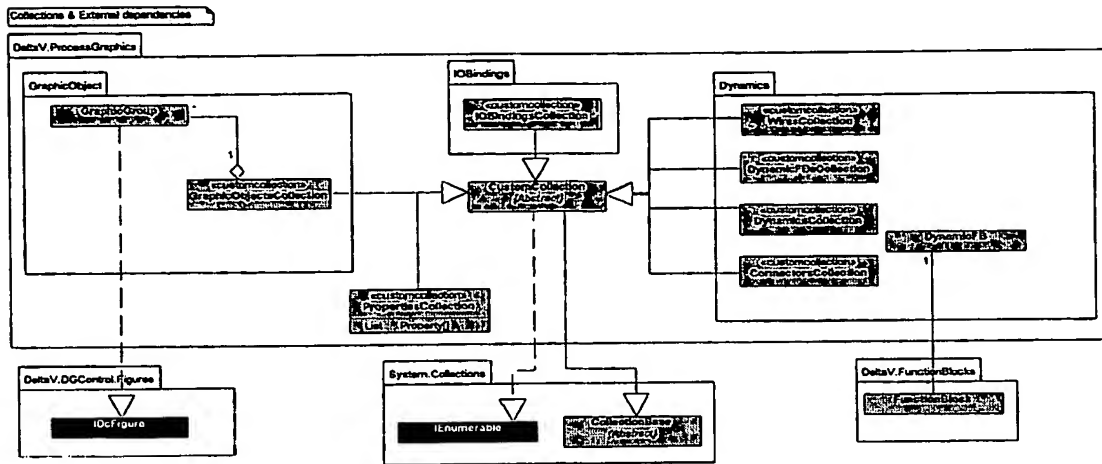 Collections & External dependencies
DeltaV.ProcessGraphics
GraphicObject
GraphicGroup
*
1
<customcollection>
GraphicObjectsCollection
IOBindings
<customcollection>
IOBindingsCollection
CustomCollection
(Abstract)
<customcollection>
PropertiesCollection
List : Property[]
Dynamics
<customcollection>
WiresCollection
<customcollection>
DynamicFBsCollection
<customcollection>
DynamicsCollection
DynamicFB
1
<customcollection>
ConnectorsCollection
DeltaV.DGControl.Figures
IDcFigure
System.Collections
IEnumerable
CollectionBase
(Abstract)
DeltaV.FunctionBlocks
FunctionBlock